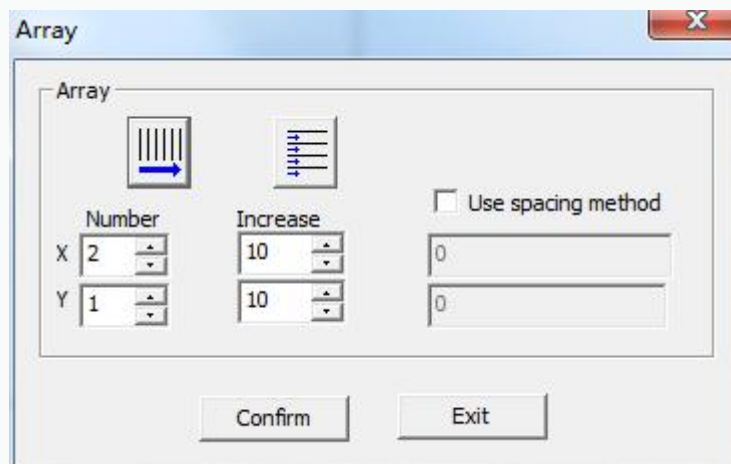 Array
Array
Number Increase
Use spacing method
X 2 10 0
Y 1 10 0
Confirm Exit